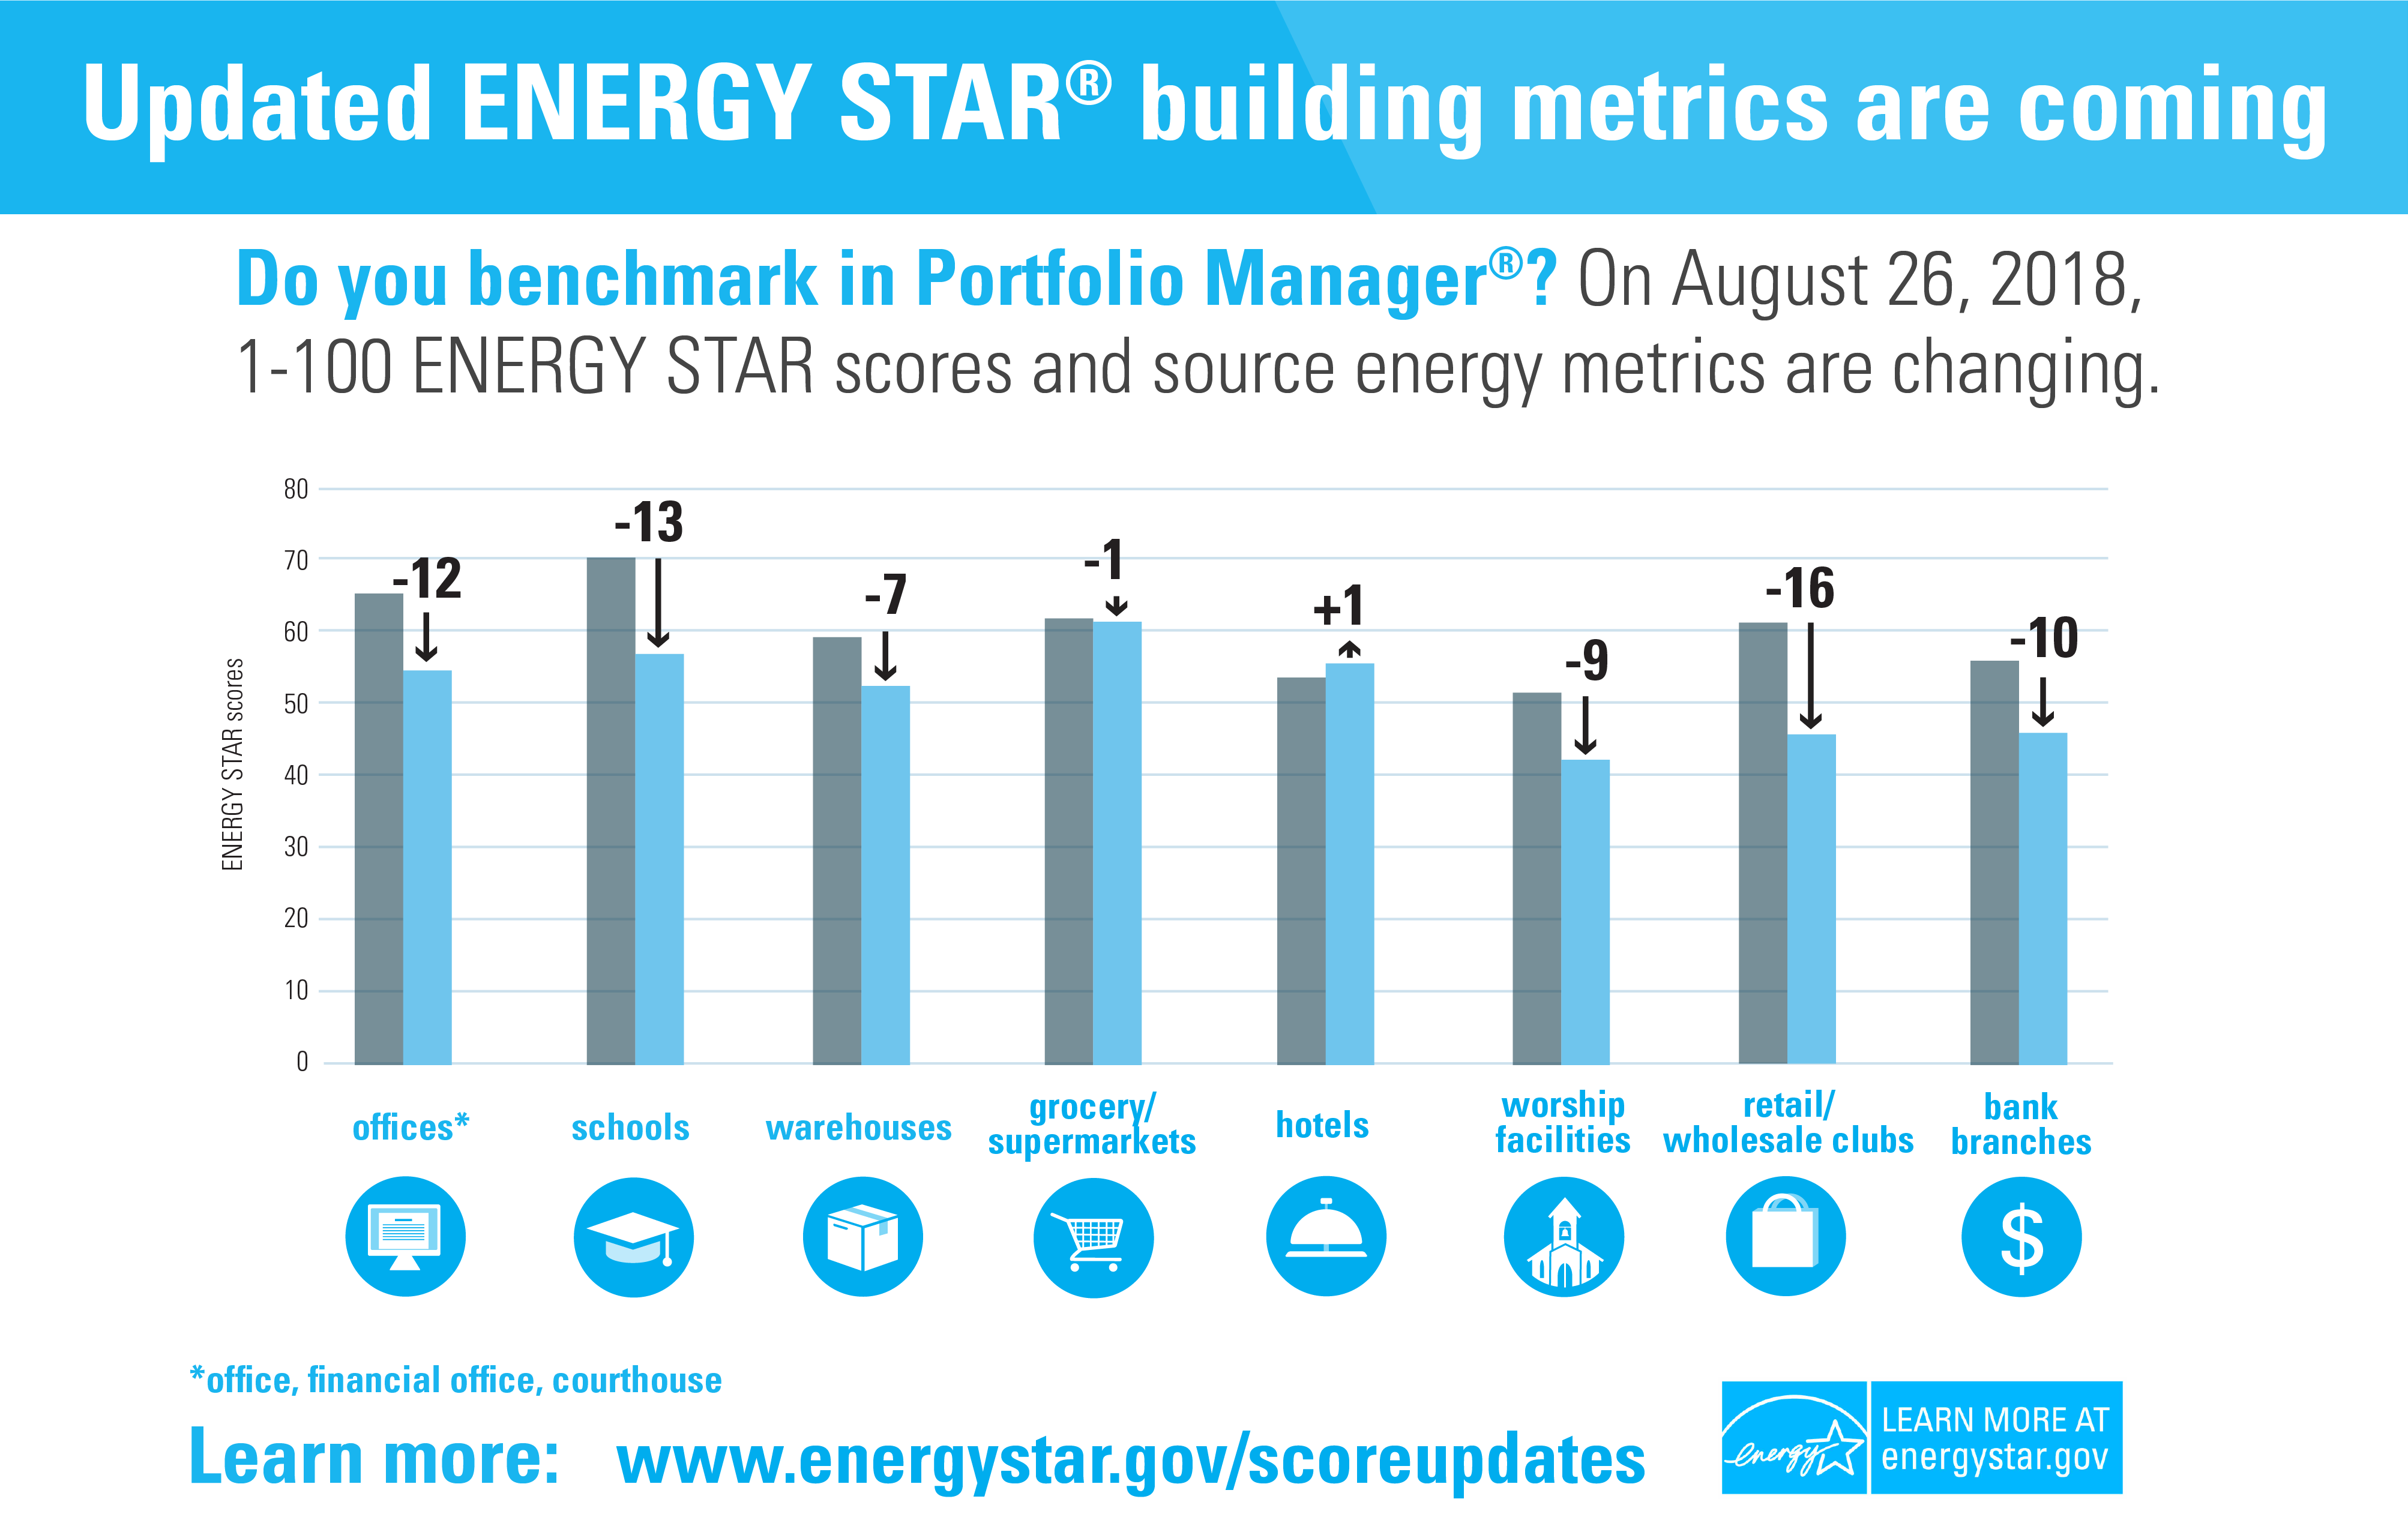 Updated ENERGY STAR® building metrics are coming
Do you benchmark in Portfolio Manager®? On August 26, 2018,
1-100 ENERGY STAR scores and source energy metrics are changing.
ENERGY STAR scores
80
70
60
50
40
30
20
10
0
-12
-13
-7
-1
+1
-9
-16
-10
offices*
schools
warehouses
grocery/
supermarkets
hotels
worship
facilities
retail/
wholesale clubs
bank
branches
$
*office, financial office, courthouse
Learn more: www.energystar.gov/scoreupdates
energy
LEARN MORE AT
energystar.gov